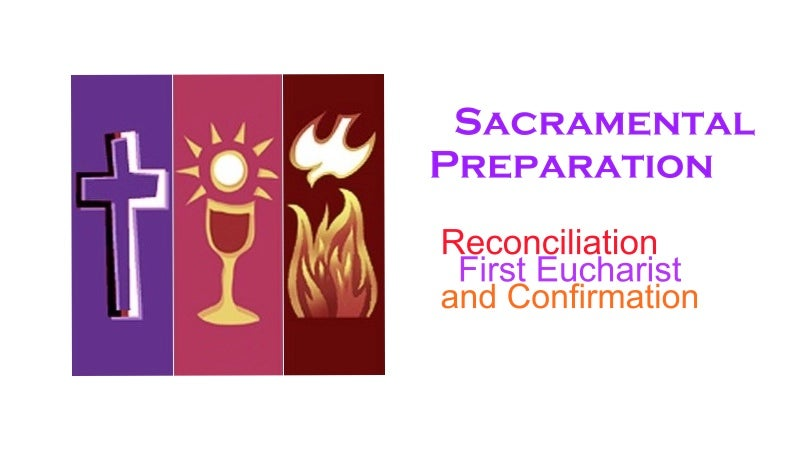 Sacramental
Preparation
Reconciliation
First Eucharist
and Confirmation